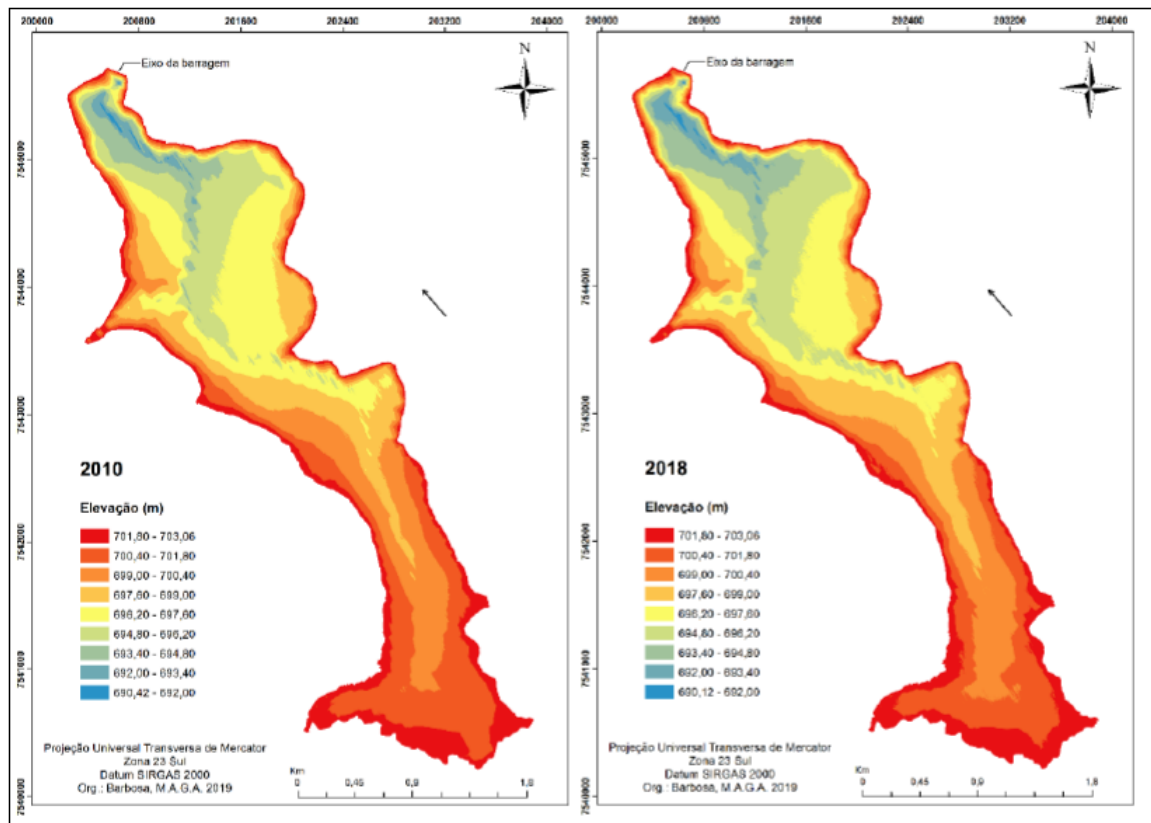 200000 200800 201600 202400 203200 204000
Eixo da barragem
N
7545000
7544000
7543000
7542000
7541000
7540000
2010
Elevação (m)
701,80 - 703,06
700,40 - 701,80
699,00 - 700,40
697,60 - 699,00
696,20 - 697,60
694,80 - 696,20
693,40 - 694,80
692,00 - 693,40
690,42 - 692,00
Projeção Universal Transversa de Mercator
Zona 23 Sul
Datum SIRGAS 2000
Org.: Barbosa, M.A.G.A. 2019
Km
0 0,45 0,9 1,8
200000 200800 201600 202400 203200 204000
Eixo da barragem
N
7545000
7544000
7543000
7542000
7541000
7540000
2018
Elevação (m)
701,80 - 703,06
700,40 - 701,80
699,00 - 700,40
697,60 - 699,00
696,20 - 697,60
694,80 - 696,20
693,40 - 694,80
692,00 - 693,40
690,12 - 692,00
Projeção Universal Transversa de Mercator
Zona 23 Sul
Datum SIRGAS 2000
Org.: Barbosa, M.A.G.A. 2019
Km
0 0,45 0,9 1,8